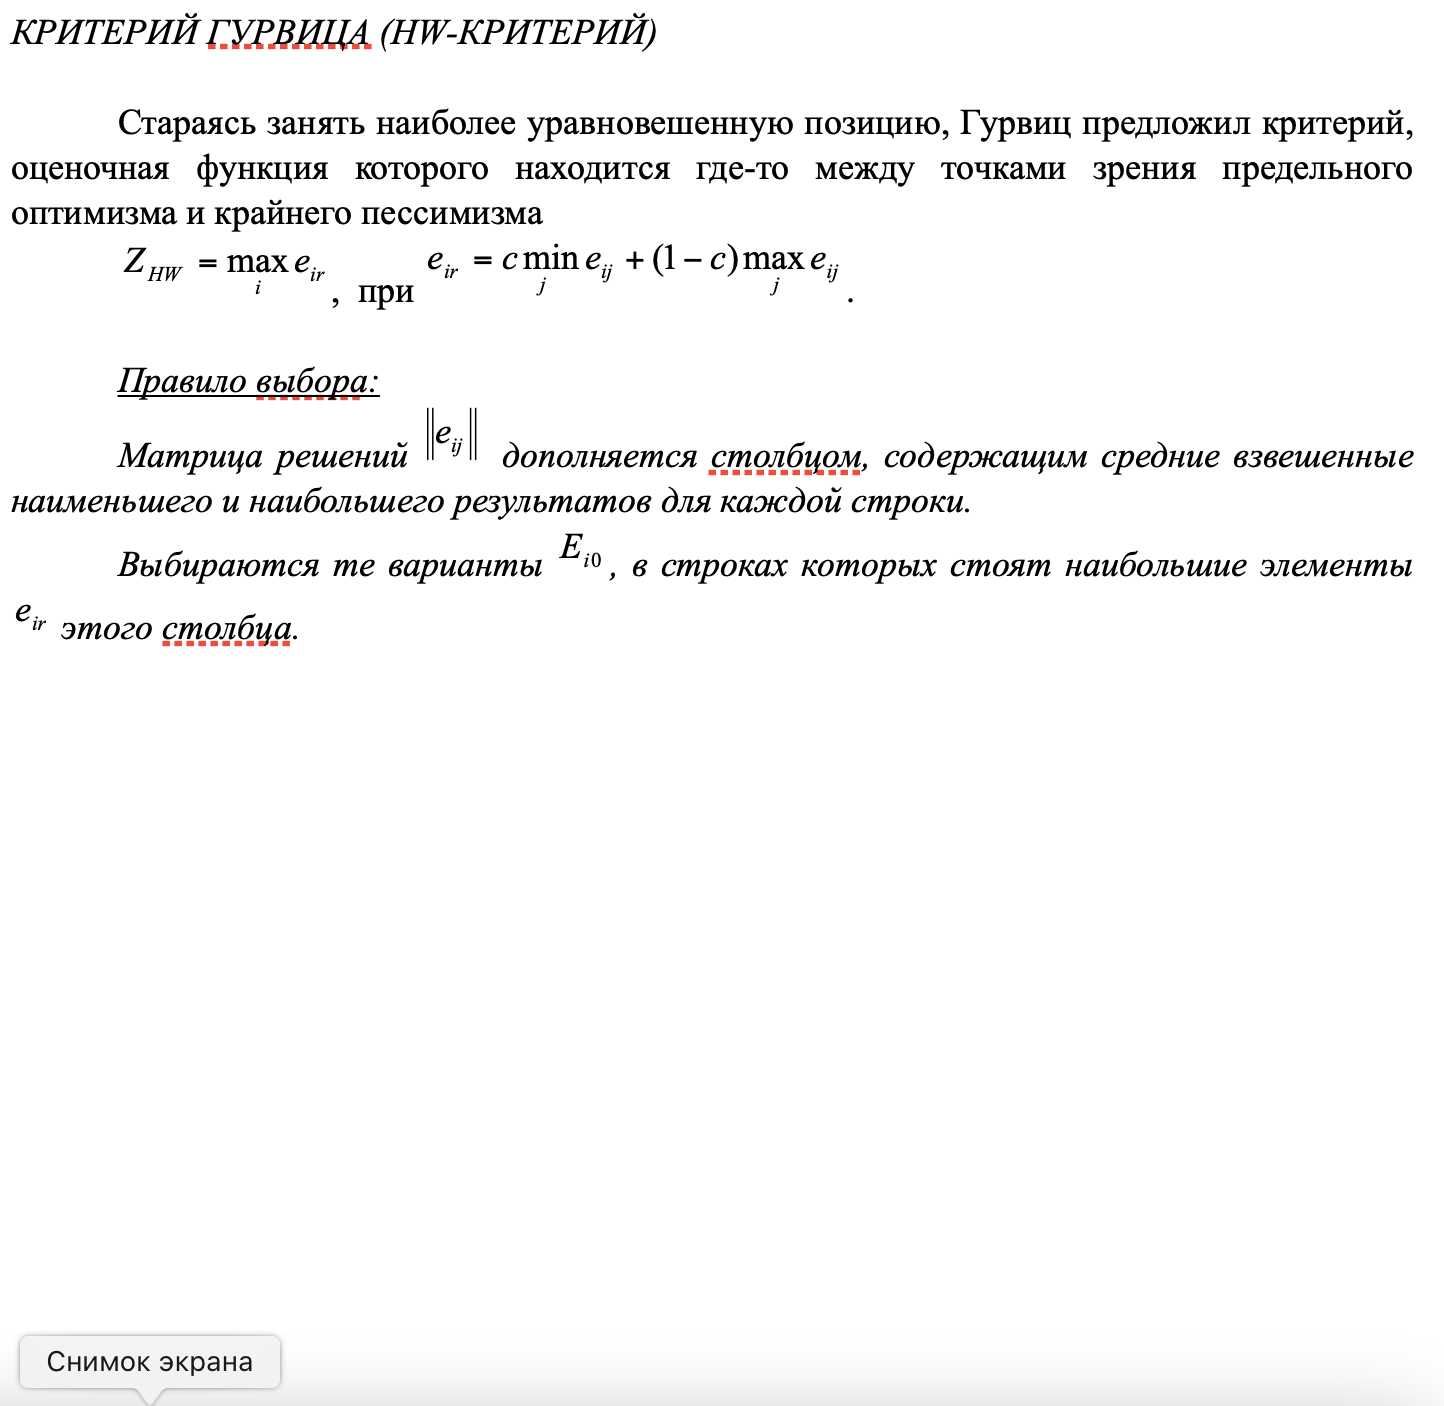 КРИТЕРИЙ ГУРВИЦА (HW-КРИТЕРИЙ)
Стараясь занять наиболее уравновешенную позицию, Гурвиц предложил критерий,
оценочная функция которого находится где-то между точками зрения предельного
оптимизма и крайнего пессимизма
Z_{HW} = \max_i e_{ir}, при e_{ir} = c \min_j e_{ij} + (1 − c) \max_j e_{ij}.
Правило выбора:
Матрица решений ‖e_{ij}‖ дополняется столбцом, содержащим средние взвешенные
наименьшего и наибольшего результатов для каждой строки.
Выбираются те варианты E_{i0}, в строках которых стоят наибольшие элементы
e_{ir} этого столбца.
Снимок экрана